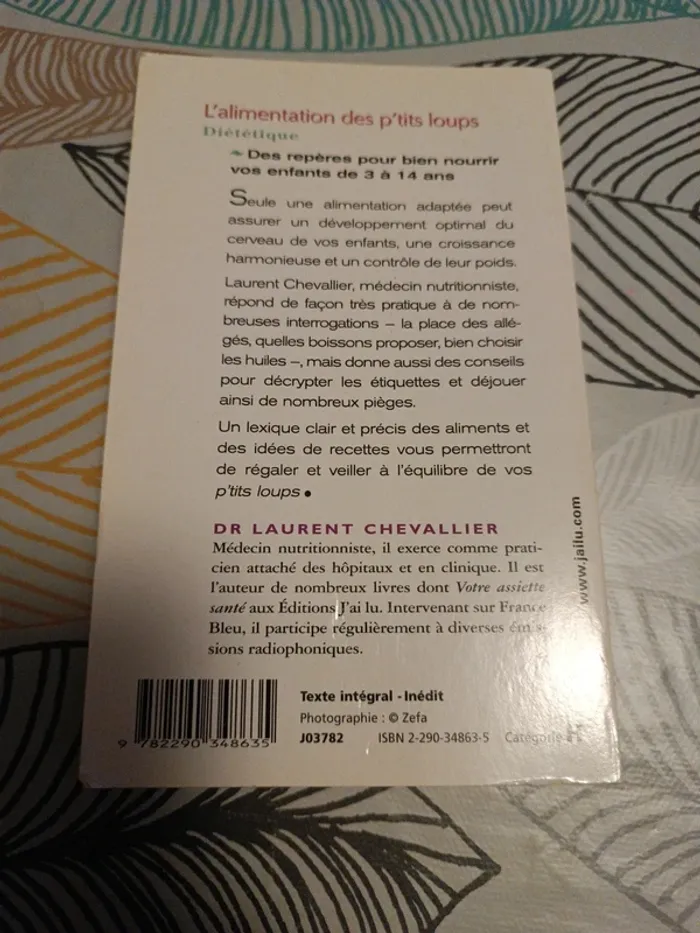 L'alimentation des p'tits loups
Diététique
Des repères pour bien nourrir
vos enfants de 3 à 14 ans
Seule une alimentation adaptée peut
assurer un développement optimal du
cerveau de vos enfants, une croissance
harmonieuse et un contrôle de leur poids.
Laurent Chevallier, médecin nutritionniste,
répond de façon très pratique à de nom-
breuses interrogations – la place des allé-
gés, quelles boissons proposer, bien choisir
les huiles –, mais donne aussi des conseils
pour décrypter les étiquettes et déjouer
ainsi de nombreux pièges.
Un lexique clair et précis des aliments et
des idées de recettes vous permettront
de régaler et veiller à l'équilibre de vos
p'tits loups ●
DR LAURENT CHEVALLIER
Médecin nutritionniste, il exerce comme prati-
cien attaché des hôpitaux et en clinique. Il est
l'auteur de nombreux livres dont Votre assiette
santé aux Éditions J'ai lu. Intervenant sur France
Bleu, il participe régulièrement à diverses émis-
sions radiophoniques.
www.jailu.com
Texte intégral - Inédit
Photographie : © Zefa
J03782 ISBN 2-290-34863-5 Catégorie
9 782290 348635